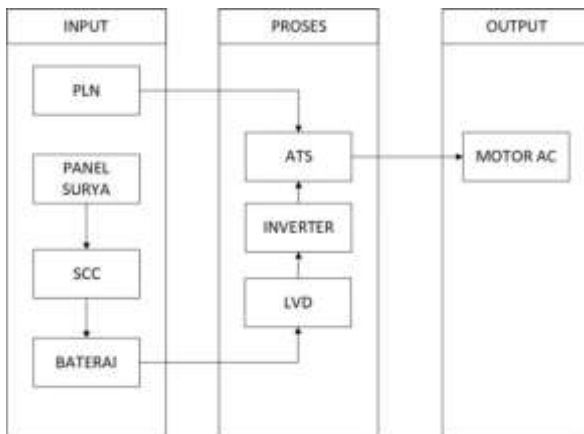 INPUT
PROSES
OUTPUT
PLN
PANEL
SURYA
SCC
BATERAI
ATS
INVERTER
LVD
MOTOR AC